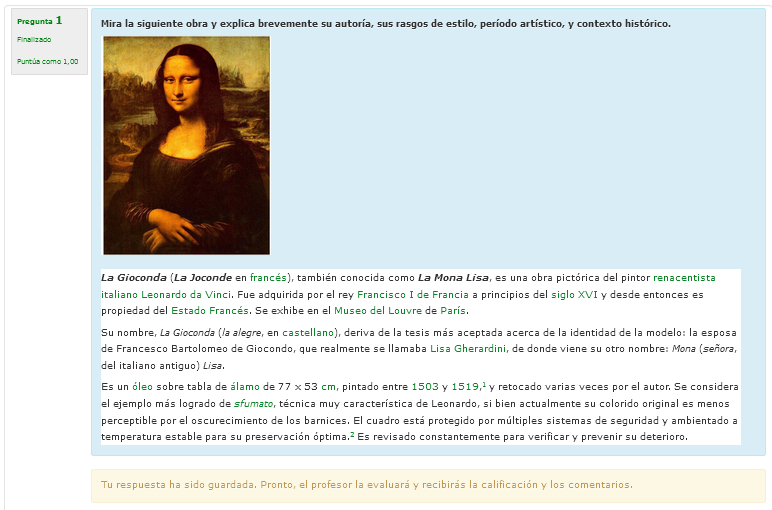 Pregunta 1
Finalizado
Puntúa como 1,00
Mira la siguiente obra y explica brevemente su autoría, sus rasgos de estilo, período artístico, y contexto histórico.
La Gioconda (La Joconde en francés), también conocida como La Mona Lisa, es una obra pictórica del pintor renacentista
italiano Leonardo da Vinci. Fue adquirida por el rey Francisco I de Francia a principios del siglo XVI y desde entonces es
propiedad del Estado Francés. Se exhibe en el Museo del Louvre de París.
Su nombre, La Gioconda (la alegre, en castellano), deriva de la tesis más aceptada acerca de la identidad de la modelo: la esposa
de Francesco Bartolomeo de Giocondo, que realmente se llamaba Lisa Gherardini, de donde viene su otro nombre: Mona (señora,
del italiano antiguo) Lisa.
Es un óleo sobre tabla de álamo de 77 x 53 cm, pintado entre 1503 y 1519,1 y retocado varias veces por el autor. Se considera
el ejemplo más logrado de sfumato, técnica muy característica de Leonardo, si bien actualmente su colorido original es menos
perceptible por el oscurecimiento de los barnices. El cuadro está protegido por múltiples sistemas de seguridad y ambientado a
temperatura estable para su preservación óptima.2 Es revisado constantemente para verificar y prevenir su deterioro.
Tu respuesta ha sido guardada. Pronto, el profesor la evaluará y recibirás la calificación y los comentarios.